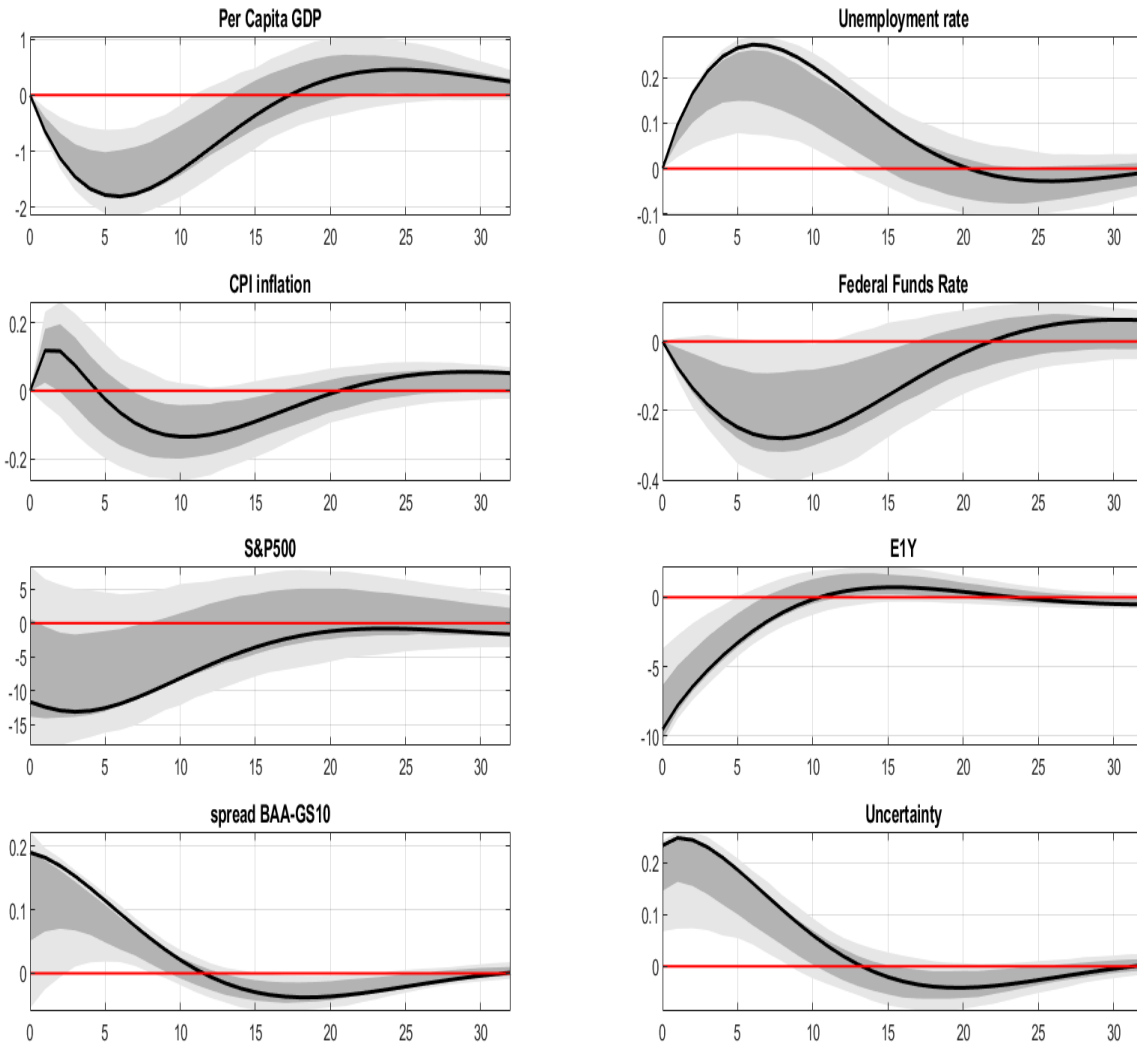 Per Capita GDP
1
0
-1
-2
0 5 10 15 20 25 30
Unemployment rate
0.2
0.1
0
-0.1
0 5 10 15 20 25 30
CPI inflation
0.2
0
-0.2
0 5 10 15 20 25 30
Federal Funds Rate
0
-0.2
-0.4
0 5 10 15 20 25 30
S&P500
5
0
-5
-10
-15
0 5 10 15 20 25 30
E1Y
0
-5
-10
0 5 10 15 20 25 30
spread BAA-GS10
0.2
0.1
0
0 5 10 15 20 25 30
Uncertainty
0.2
0.1
0
0 5 10 15 20 25 30